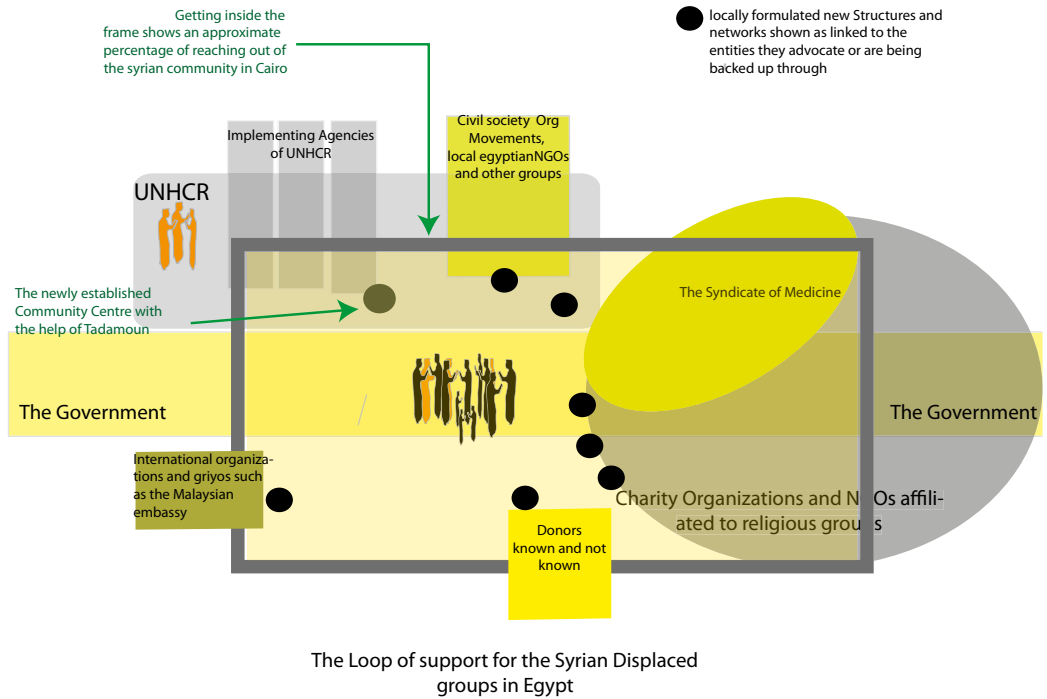 Getting inside the
frame shows an approximate
percentage of reaching out of
the syrian community in Cairo
locally formulated new Structures and
networks shown as linked to the
entities they advocate or are being
backed up through
Implementing Agencies
of UNHCR
Civil society Org
Movements,
local egyptianNGOs
and other groups
UNHCR
The Syndicate of Medicine
The newly established
Community Centre with
the help of Tadamoun
The Government
The Government
International organiza-
tions and griyos such
as the Malaysian
embassy
Charity Organizations and NGOs affili-
ated to religious groups
Donors
known and not
known
The Loop of support for the Syrian Displaced
groups in Egypt